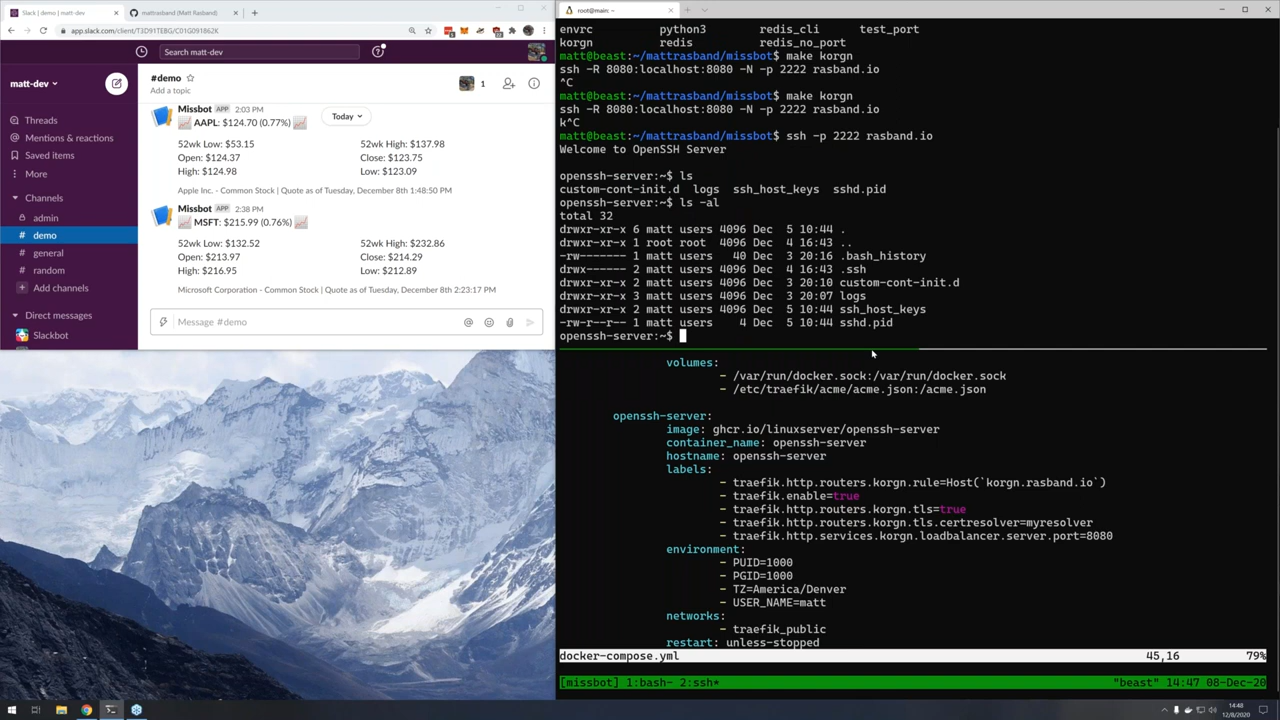 Slack | demo | matt-dev
mattrasband (Matt Rasband)
app.slack.com/client/T3D91TEBG/C01G091862K
Search matt-dev
matt-dev
#demo
Add a topic
1
Threads
Mentions & reactions
Saved items
More
Channels
admin
# demo
# general
# random
Add channels
Direct messages
Slackbot
Missbot APP 2:03 PM
Today
AAPL: $124.70 (0.77%)
52wk Low: $53.15
52wk High: $137.98
Open: $124.37
Close: $123.75
High: $124.98
Low: $123.09
Apple Inc. - Common Stock | Quote as of Tuesday, December 8th 1:48:50 PM
Missbot APP 2:38 PM
MSFT: $215.99 (0.76%)
52wk Low: $132.52
52wk High: $232.86
Open: $213.97
Close: $214.29
High: $216.95
Low: $212.89
Microsoft Corporation - Common Stock | Quote as of Tuesday, December 8th 2:23:17 PM
Message #demo
root@main: ~
envrc python3 redis_cli test_port
korgn redis redis_no_port
matt@beast:~/mattrasband/missbot$ make korgn
ssh -R 8080:localhost:8080 -N -p 2222 rasband.io
^C
matt@beast:~/mattrasband/missbot$ make korgn
ssh -R 8080:localhost:8080 -N -p 2222 rasband.io
k^C
matt@beast:~/mattrasband/missbot$ ssh -p 2222 rasband.io
Welcome to OpenSSH Server
openssh-server:~$ ls
custom-cont-init.d logs ssh_host_keys sshd.pid
openssh-server:~$ ls -al
total 32
drwxr-xr-x 6 matt users 4096 Dec 5 10:44 .
drwxr-xr-x 1 root root 4096 Dec 4 16:43 ..
-rw------- 1 matt users 40 Dec 3 20:16 .bash_history
drwx------ 2 matt users 4096 Dec 4 16:43 .ssh
drwxr-xr-x 2 matt users 4096 Dec 3 20:10 custom-cont-init.d
drwxr-xr-x 3 matt users 4096 Dec 3 20:07 logs
drwxr-xr-x 2 matt users 4096 Dec 5 10:44 ssh_host_keys
-rw-r--r-- 1 matt users 4 Dec 5 10:44 sshd.pid
openssh-server:~$
volumes:
- /var/run/docker.sock:/var/run/docker.sock
- /etc/traefik/acme/acme.json:/acme.json
openssh-server:
image: ghcr.io/linuxserver/openssh-server
container_name: openssh-server
hostname: openssh-server
labels:
- traefik.http.routers.korgn.rule=Host(`korgn.rasband.io`)
- traefik.enable=true
- traefik.http.routers.korgn.tls=true
- traefik.http.routers.korgn.tls.certresolver=myresolver
- traefik.http.services.korgn.loadbalancer.server.port=8080
environment:
- PUID=1000
- PGID=1000
- TZ=America/Denver
- USER_NAME=matt
networks:
- traefik_public
restart: unless-stopped
docker-compose.yml 45,16 79%
[missbot] 1:bash- 2:ssh* "beast" 14:47 08-Dec-20
14:48
12/8/2020